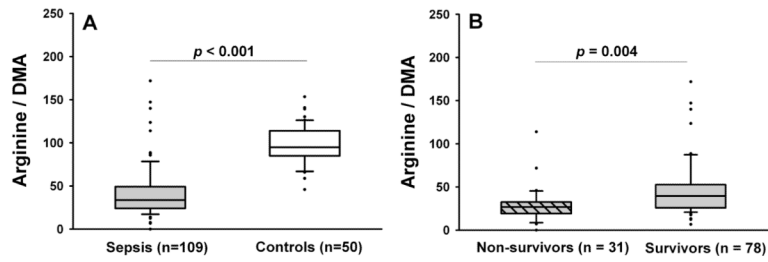 A
p < 0.001
250
200
150
100
50
0
Arginine / DMA
Sepsis (n=109) Controls (n=50)
B
p = 0.004
250
200
150
100
50
0
Arginine / DMA
Non-survivors (n = 31) Survivors (n = 78)